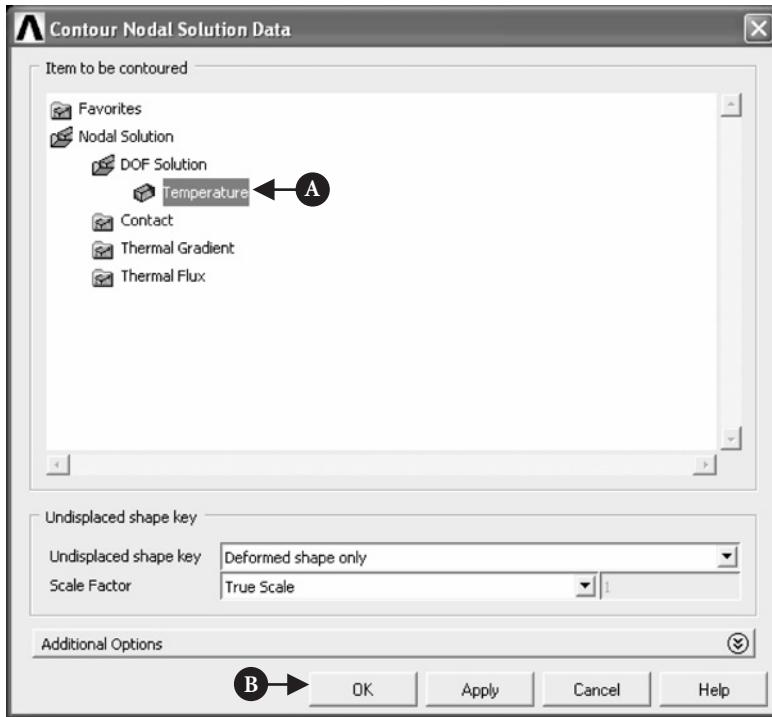 Contour Nodal Solution Data
Item to be contoured
Favorites
Nodal Solution
DOF Solution
Temperature
A
Contact
Thermal Gradient
Thermal Flux
Undisplaced shape key
Undisplaced shape key Deformed shape only
Scale Factor True Scale 1
Additional Options
B OK Apply Cancel Help